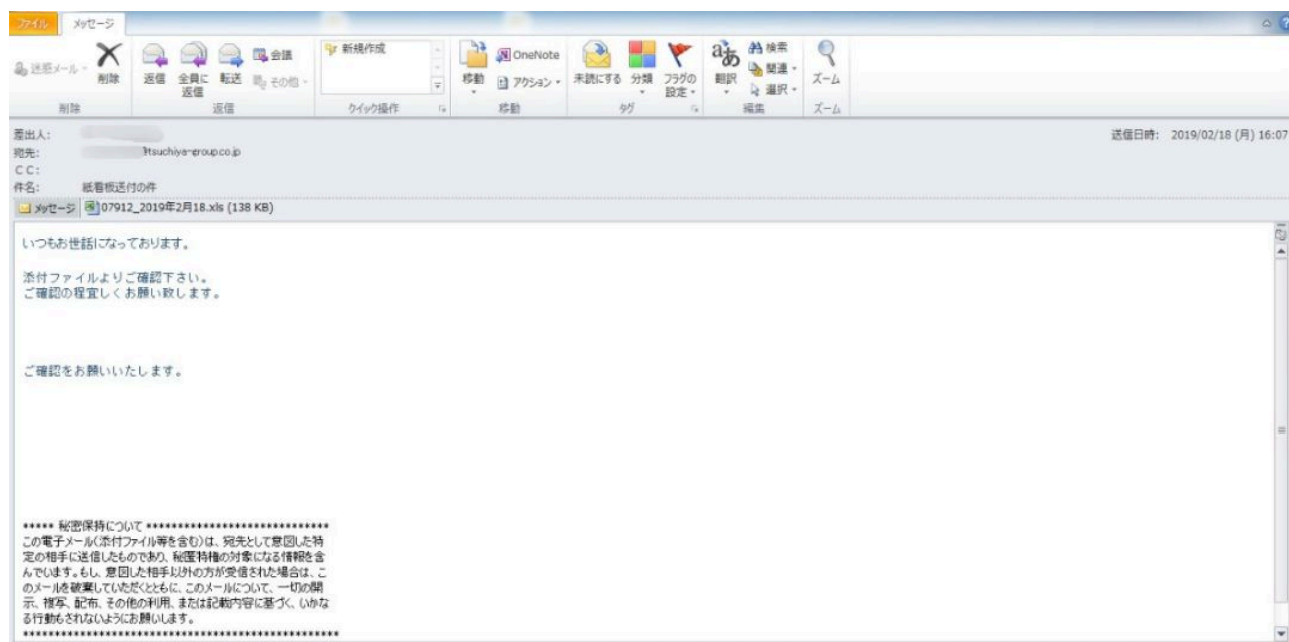 ファイル メッセージ
迷惑メール 削除 返信 全員に返信 転送 会議 その他 新規作成 移動 OneNote アクション 未読にする 分類 フラグの設定 翻訳 検索 関連 選択 ズーム
削除 返信 クイック操作 移動 タグ 編集 ズーム
差出人: 送信日時: 2019/02/18 (月) 16:07
宛先: tsuchiya-group.co.jp
CC:
件名: 紙看板送付の件
メッセージ 07912_2019年2月18.xls (138 KB)
いつもお世話になっております。
添付ファイルよりご確認下さい。
ご確認の程宜しくお願い致します。
ご確認をお願いいたします。
***** 秘密保持について *****************************
この電子メール(添付ファイル等を含む)は、宛先として意図した特
定の相手に送信したものであり、秘匿特権の対象になる情報を含
んでいます。もし、意図した相手以外の方が受信された場合は、こ
のメールを破棄していただくとともに、このメールについて、一切の開
示、複写、配布、その他の利用、または記載内容に基づく、いかな
る行動もされないようにお願いします。
**************************************************